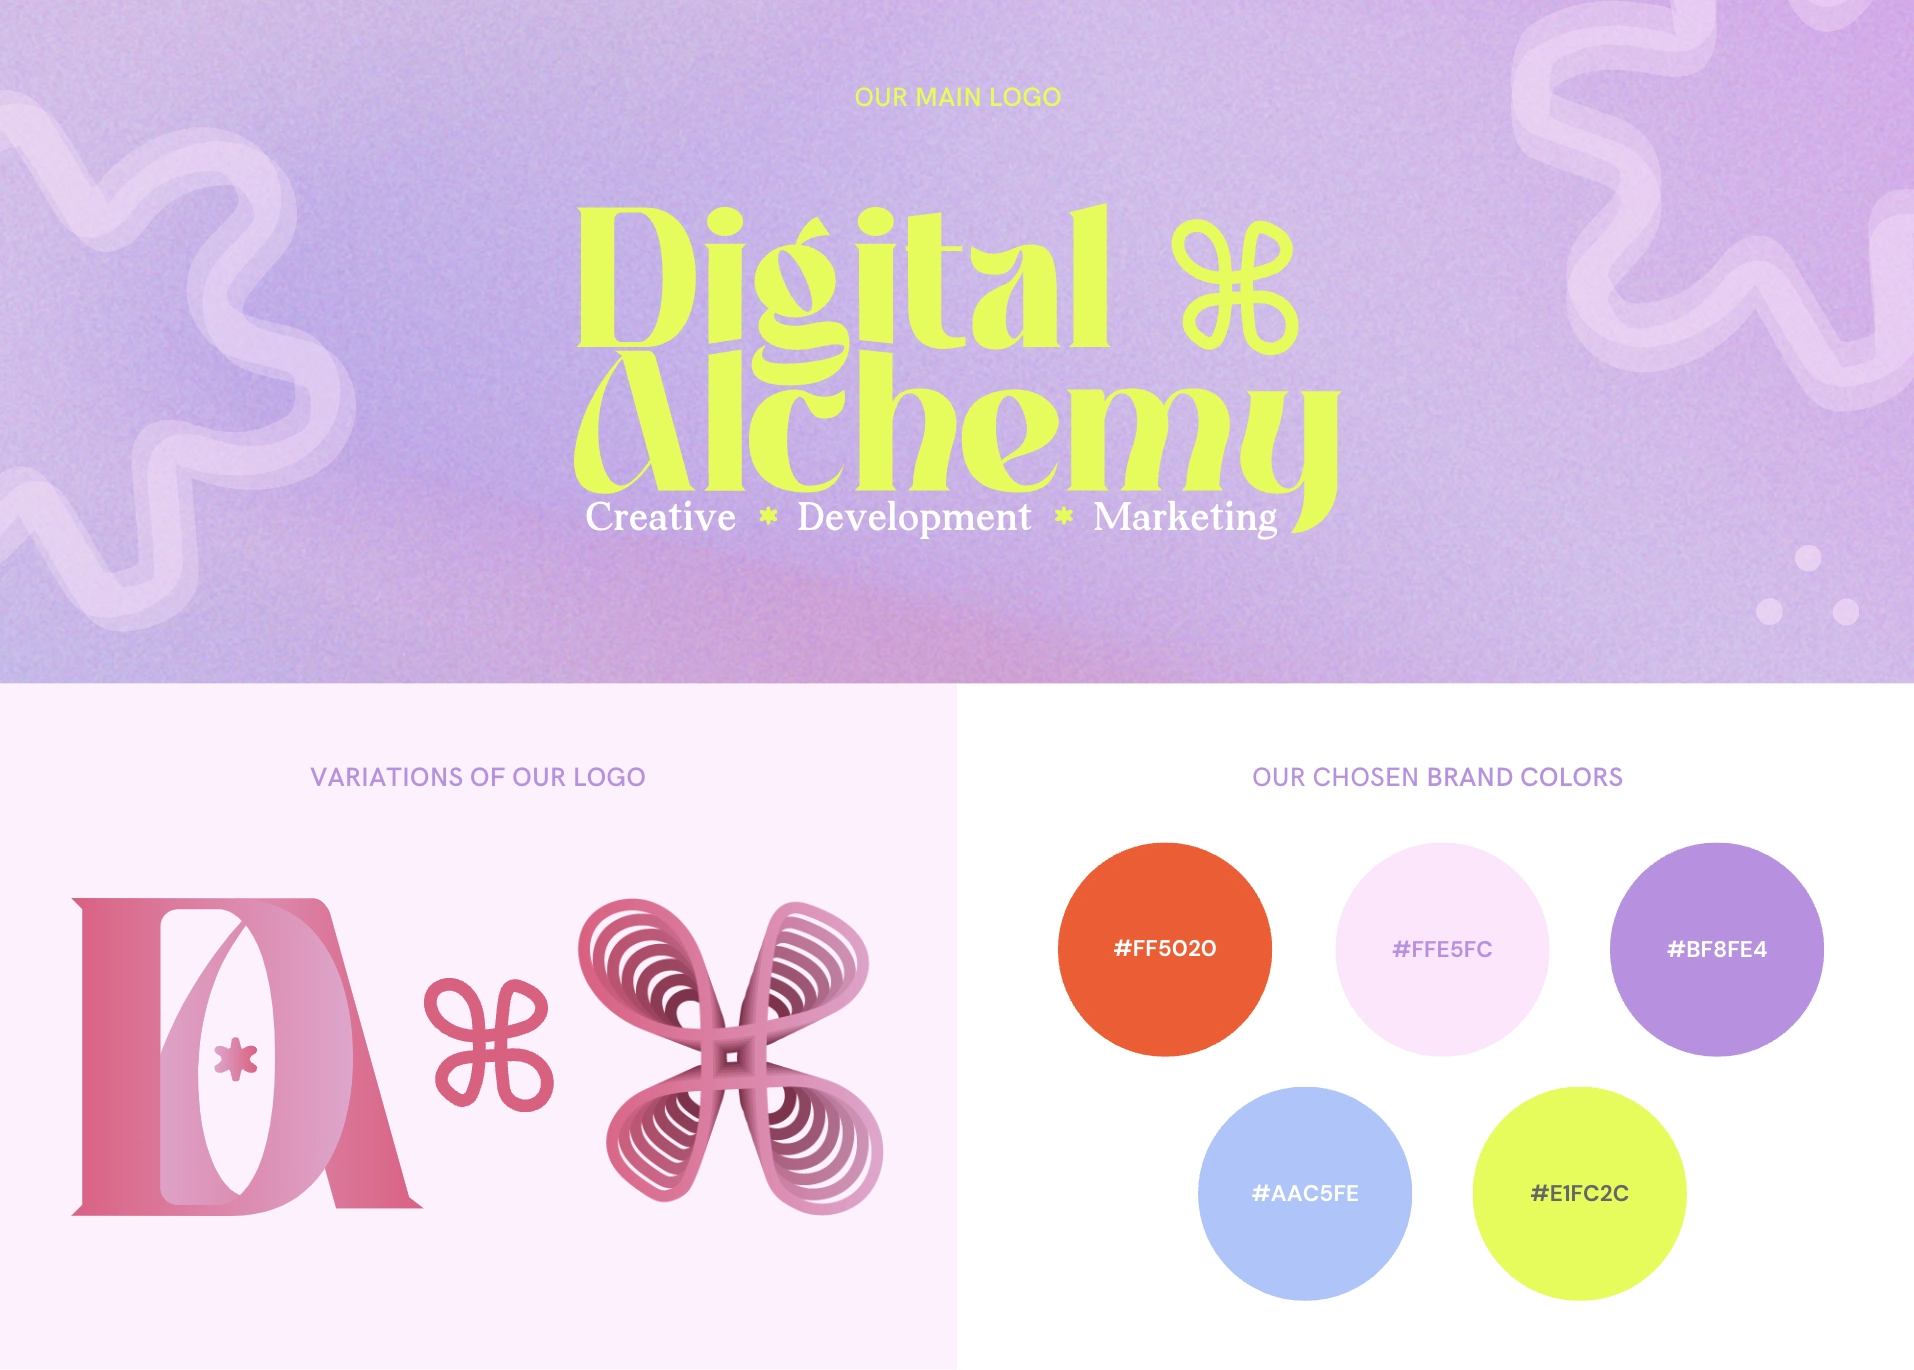 OUR MAIN LOGO
Digital ⌘
Alchemy
Creative * Development * Marketing
VARIATIONS OF OUR LOGO
DA ⌘
OUR CHOSEN BRAND COLORS
#FF5020
#FFE5FC
#BF8FE4
#AAC5FE
#E1FC2C